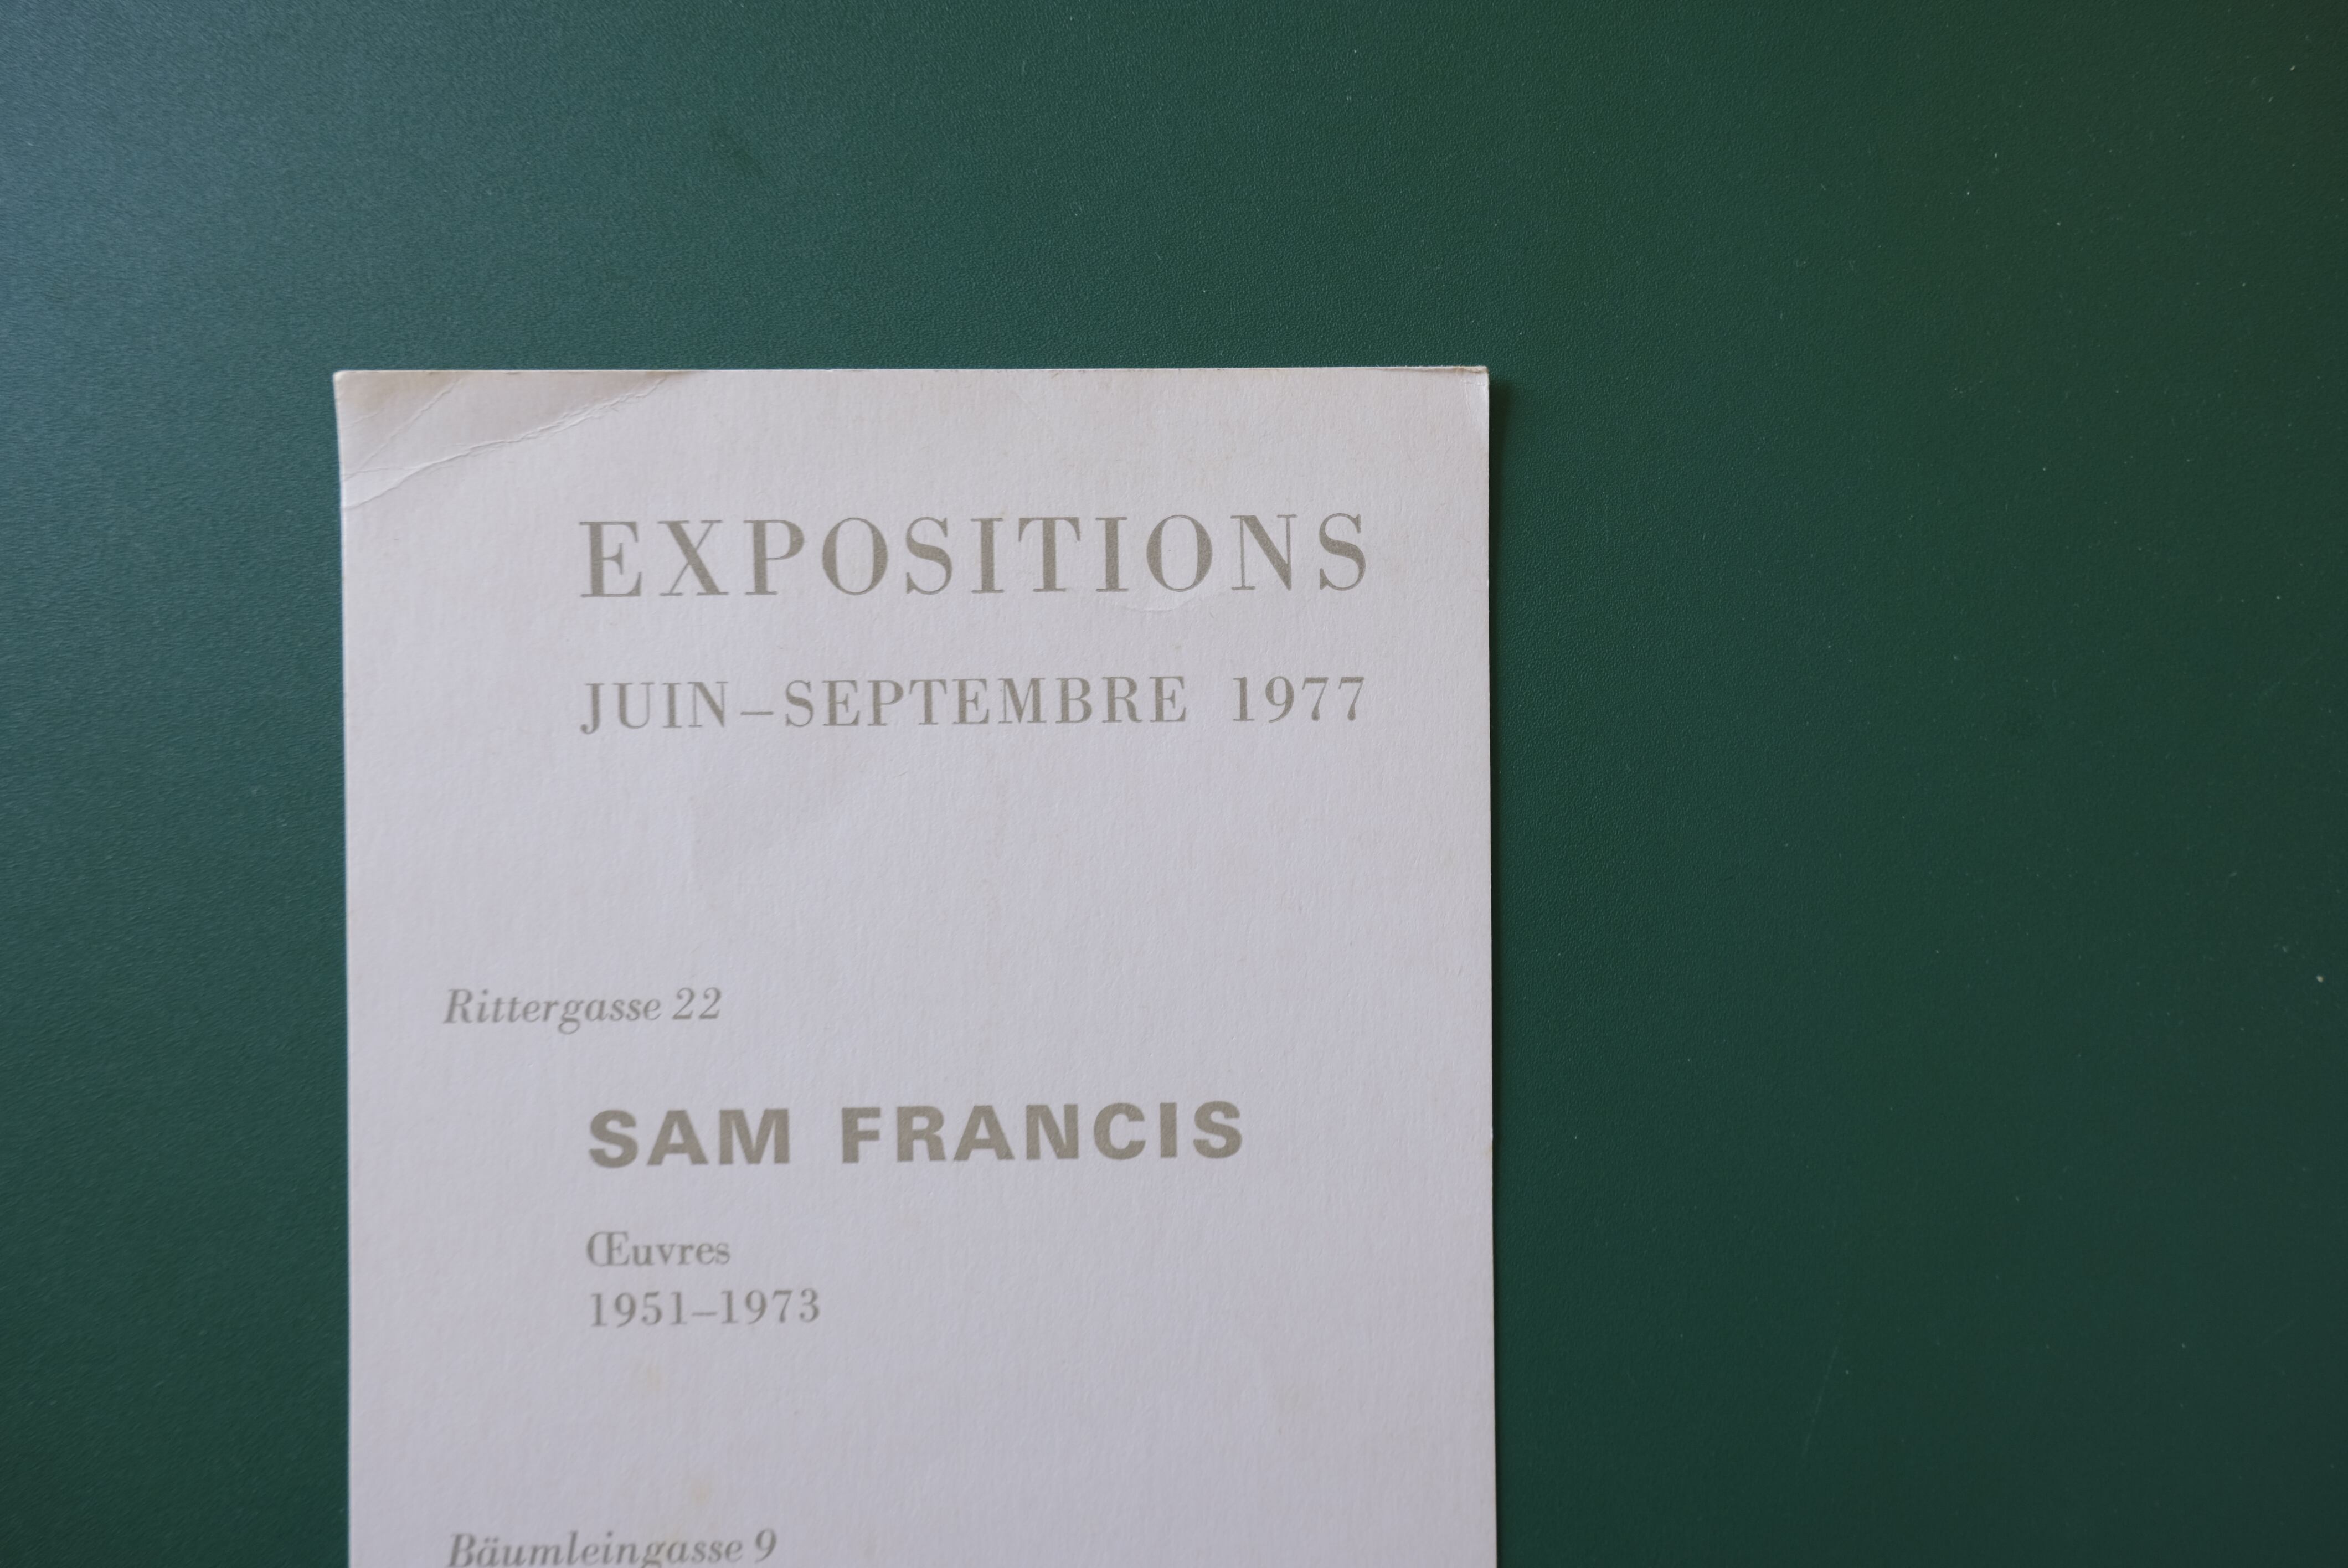 EXPOSITIONS
JUIN–SEPTEMBRE 1977
Rittergasse 22
SAM FRANCIS
Œuvres
1951–1973
Bäumleingasse 9